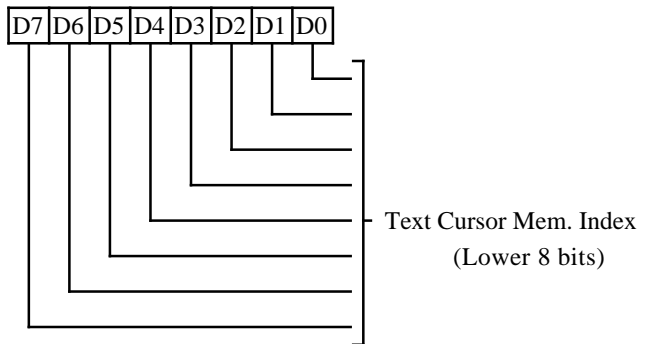 D7 D6 D5 D4 D3 D2 D1 D0
Text Cursor Mem. Index
(Lower 8 bits)